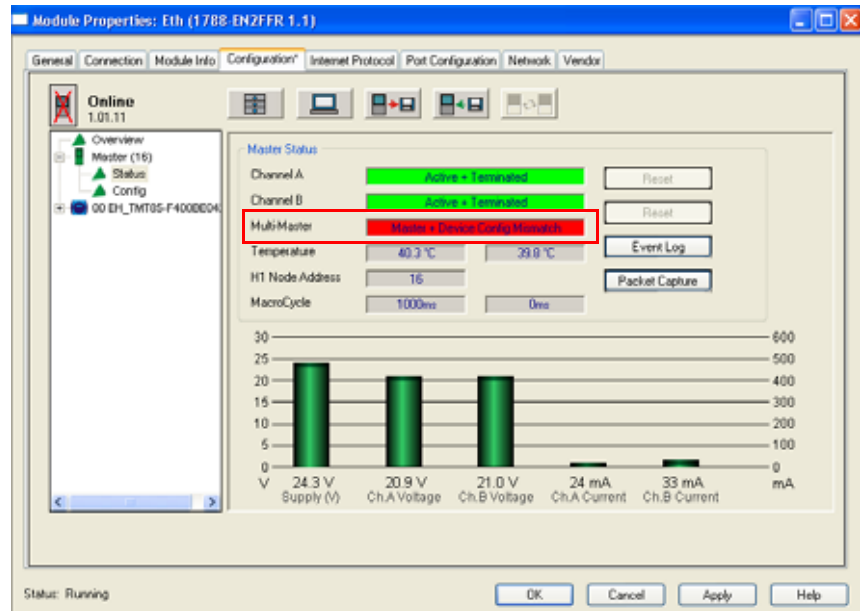 Module Properties: Eth (1788-EN2FFR 1.1)
General Connection Module Info Configuration* Internet Protocol Port Configuration Network Vendor
Online
1.01.11
Overview
Master (16)
Status
Config
00 EH_TMT05-F400BE04
Master Status
Channel A Active + Terminated Reset
Channel B Active + Terminated Reset
Multi-Master Master + Device Config Mismatch
Temperature 40.3 °C 39.8 °C Event Log
H1 Node Address 16 Packet Capture
MacroCycle 1000ms 0ms
30 600
25 500
20 400
15 300
10 200
5 100
0 0
V 24.3 V 20.9 V 21.0 V 24 mA 33 mA mA
Supply (V) Ch.A Voltage Ch.B Voltage Ch.A Current Ch.B Current
Status: Running OK Cancel Apply Help